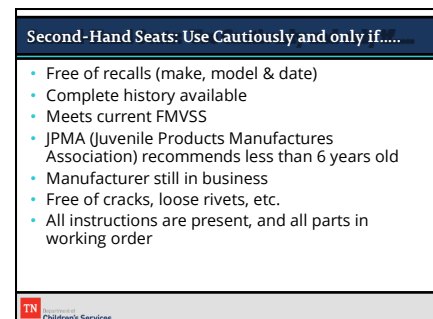 Second-Hand Seats: Use Cautiously and only if.....
• Free of recalls (make, model & date)
• Complete history available
• Meets current FMVSS
• JPMA (Juvenile Products Manufactures
Association) recommends less than 6 years old
• Manufacturer still in business
• Free of cracks, loose rivets, etc.
• All instructions are present, and all parts in
working order
TN
Department of
Children's Services